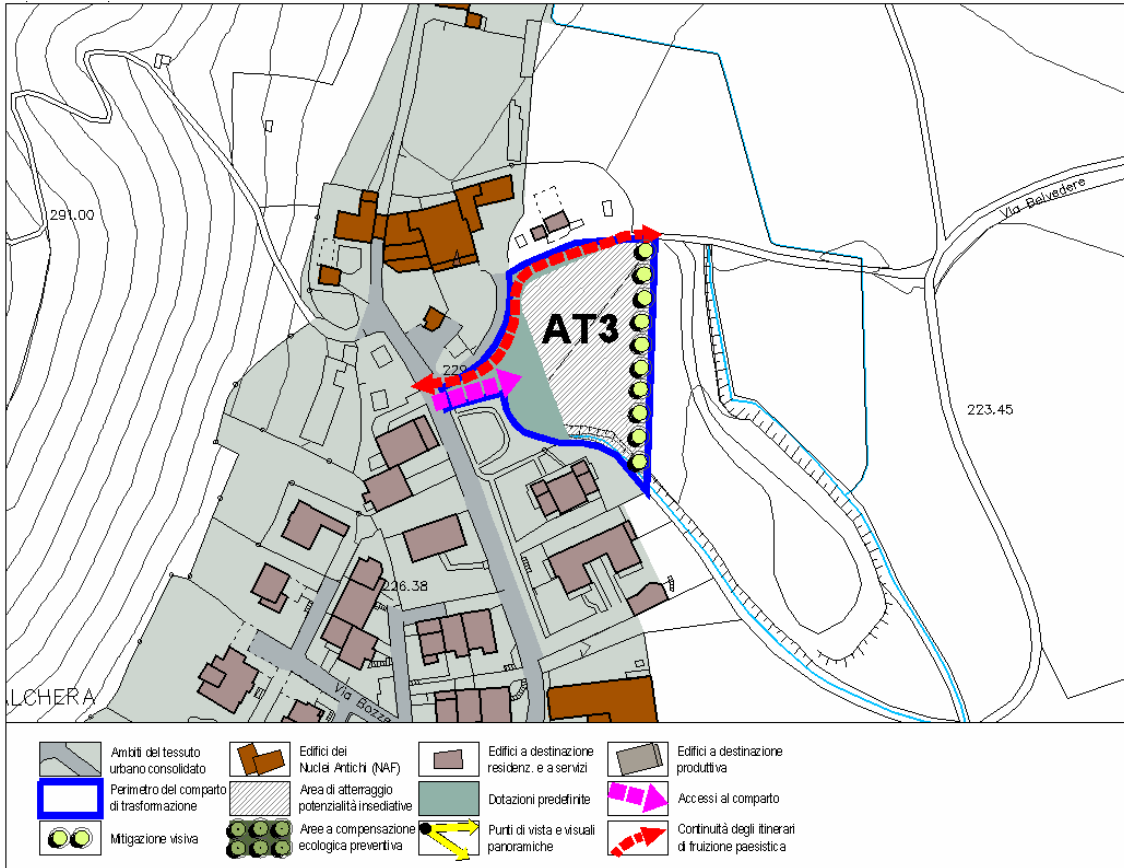 291.00
Via Belvedere
AT3
229
223.45
226.38
Via Bozza
ALCHERA
Ambiti del tessuto
urbano consolidato
Edifici dei
Nuclei Antichi (NAF)
Edifici a destinazione
residenz. e a servizi
Edifici a destinazione
produttiva
Perimetro del comparto
di trasformazione
Area di atterraggio
potenzialità insediative
Dotazioni predefinite
Accessi al comparto
Mitigazione visiva
Aree a compensazione
ecologica preventiva
Punti di vista e visuali
panoramiche
Continuità degli itinerari
di fruizione paesistica